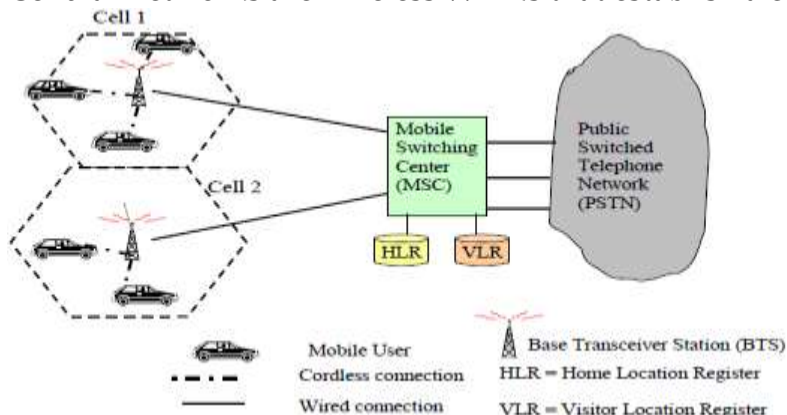 Cell 1
Mobile
Switching
Center
(MSC)
Public
Switched
Telephone
Network
(PSTN)
Cell 2
HLR
VLR
Mobile User
Base Transceiver Station (BTS)
Cordless connection
HLR = Home Location Register
Wired connection
VLR = Visitor Location Register